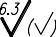 6.3 √ (√)